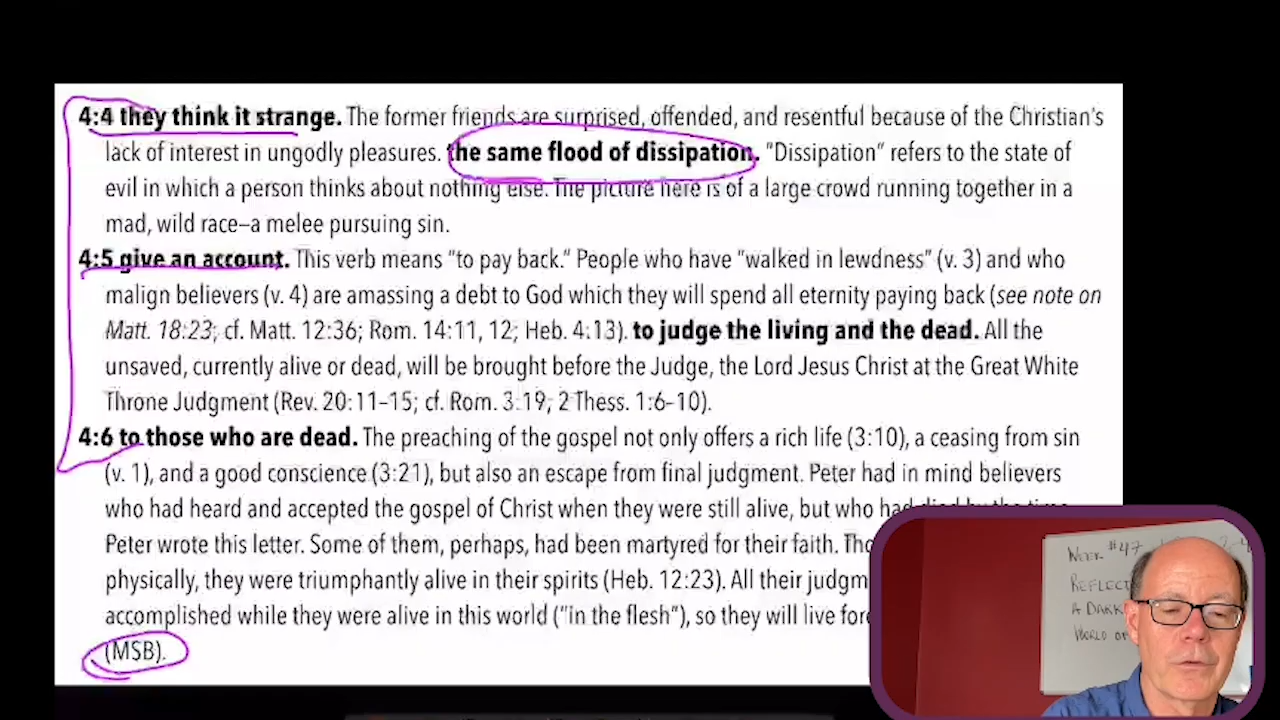 4:4 they think it strange. The former friends are surprised, offended, and resentful because of the Christian's
lack of interest in ungodly pleasures. the same flood of dissipation. "Dissipation" refers to the state of
evil in which a person thinks about nothing else. The picture here is of a large crowd running together in a
mad, wild race—a melee pursuing sin.
4:5 give an account. This verb means "to pay back." People who have "walked in lewdness" (v. 3) and who
malign believers (v. 4) are amassing a debt to God which they will spend all eternity paying back (see note on
Matt. 18:23; cf. Matt. 12:36; Rom. 14:11, 12; Heb. 4:13). to judge the living and the dead. All the
unsaved, currently alive or dead, will be brought before the Judge, the Lord Jesus Christ at the Great White
Throne Judgment (Rev. 20:11–15; cf. Rom. 3:19; 2 Thess. 1:6–10).
4:6 to those who are dead. The preaching of the gospel not only offers a rich life (3:10), a ceasing from sin
(v. 1), and a good conscience (3:21), but also an escape from final judgment. Peter had in mind believers
who had heard and accepted the gospel of Christ when they were still alive, but who had died by the time
Peter wrote this letter. Some of them, perhaps, had been martyred for their faith.
physically, they were triumphantly alive in their spirits (Heb. 12:23). All their
accomplished while they were alive in this world ("in the flesh"), so they will live
(MSB).
WEEK #47
A DARK
WORLD OF